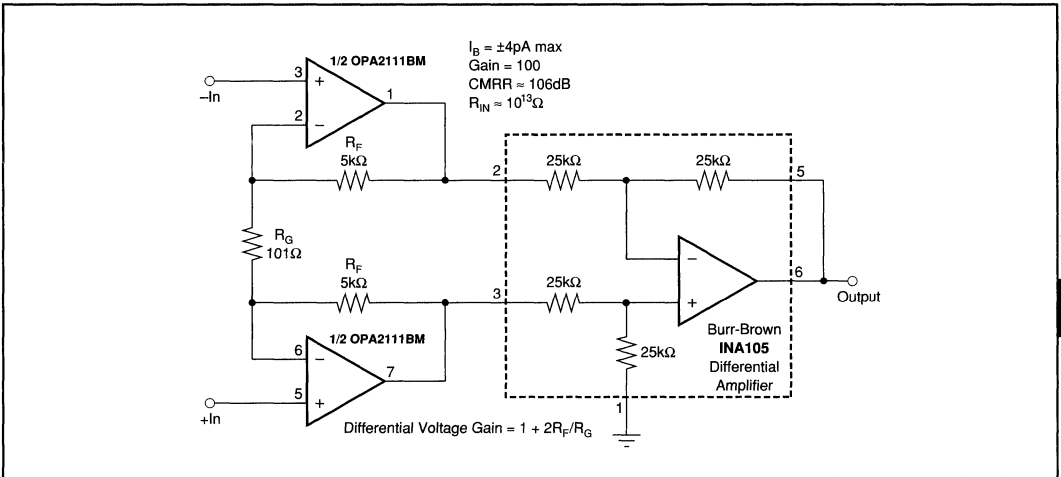 I_B = ±4pA max
Gain = 100
CMRR ≈ 106dB
R_IN ≈ 10^13Ω
1/2 OPA2111BM
3
+
–In
1
2
–
R_F
5kΩ
2
25kΩ
25kΩ
5
R_G
101Ω
R_F
5kΩ
3
25kΩ
–
+
6
Output
25kΩ
Burr-Brown
INA105
Differential
Amplifier
1
1/2 OPA2111BM
6
–
7
5
+
+In
Differential Voltage Gain = 1 + 2R_F/R_G